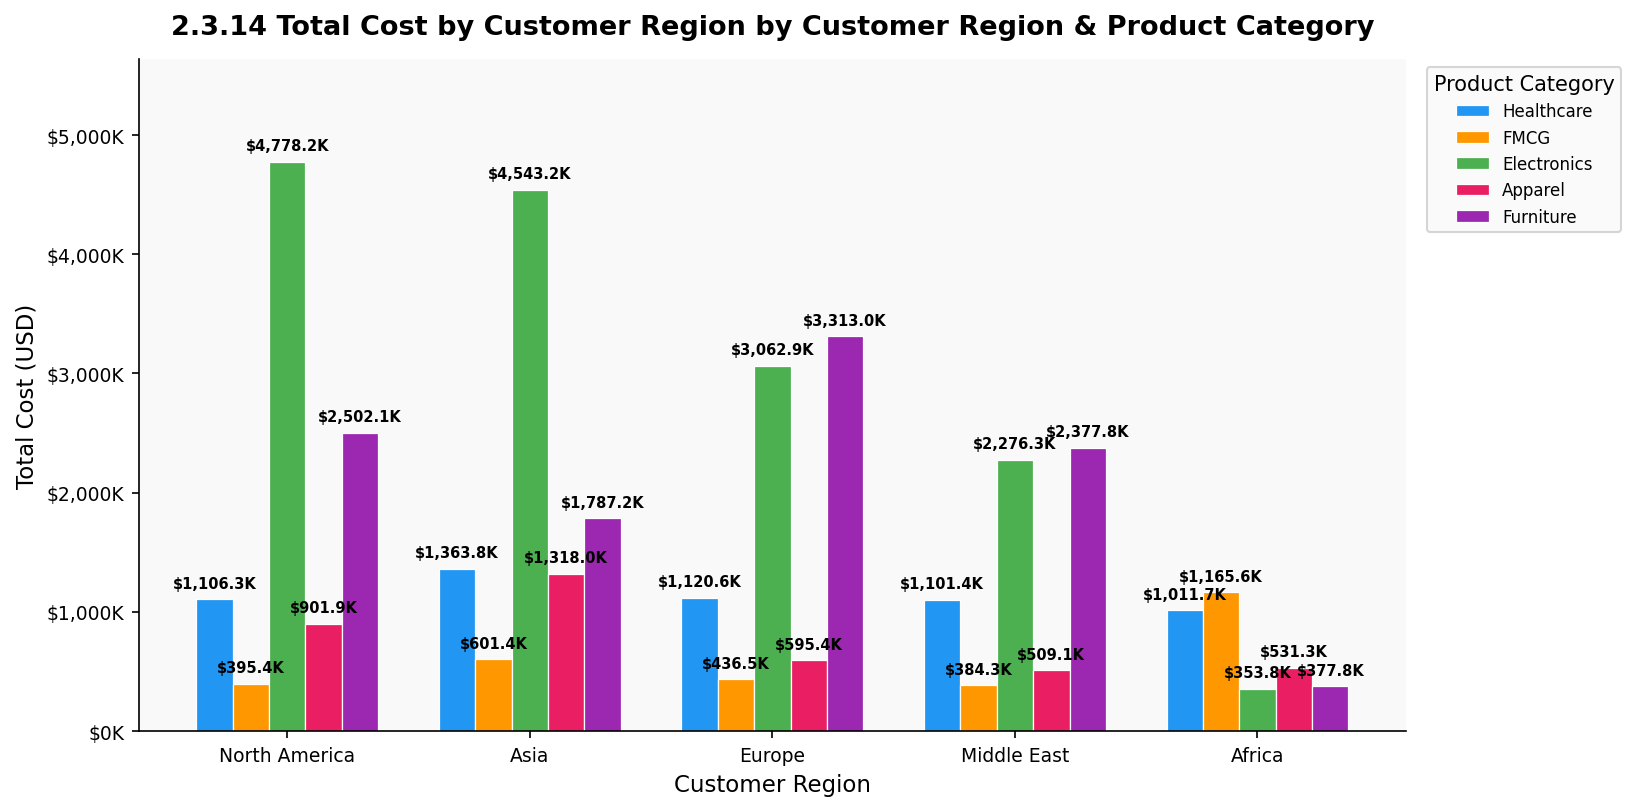 2.3.14 Total Cost by Customer Region by Customer Region & Product Category
Product Category
Healthcare
FMCG
Electronics
Apparel
Furniture
Total Cost (USD)
$5,000K
$4,000K
$3,000K
$2,000K
$1,000K
$0K
$1,106.3K
$395.4K
$4,778.2K
$901.9K
$2,502.1K
$1,363.8K
$601.4K
$4,543.2K
$1,318.0K
$1,787.2K
$1,120.6K
$436.5K
$3,062.9K
$595.4K
$3,313.0K
$1,101.4K
$384.3K
$2,276.3K
$509.1K
$2,377.8K
$1,011.7K
$1,165.6K
$353.8K
$531.3K
$377.8K
North America
Asia
Europe
Middle East
Africa
Customer Region